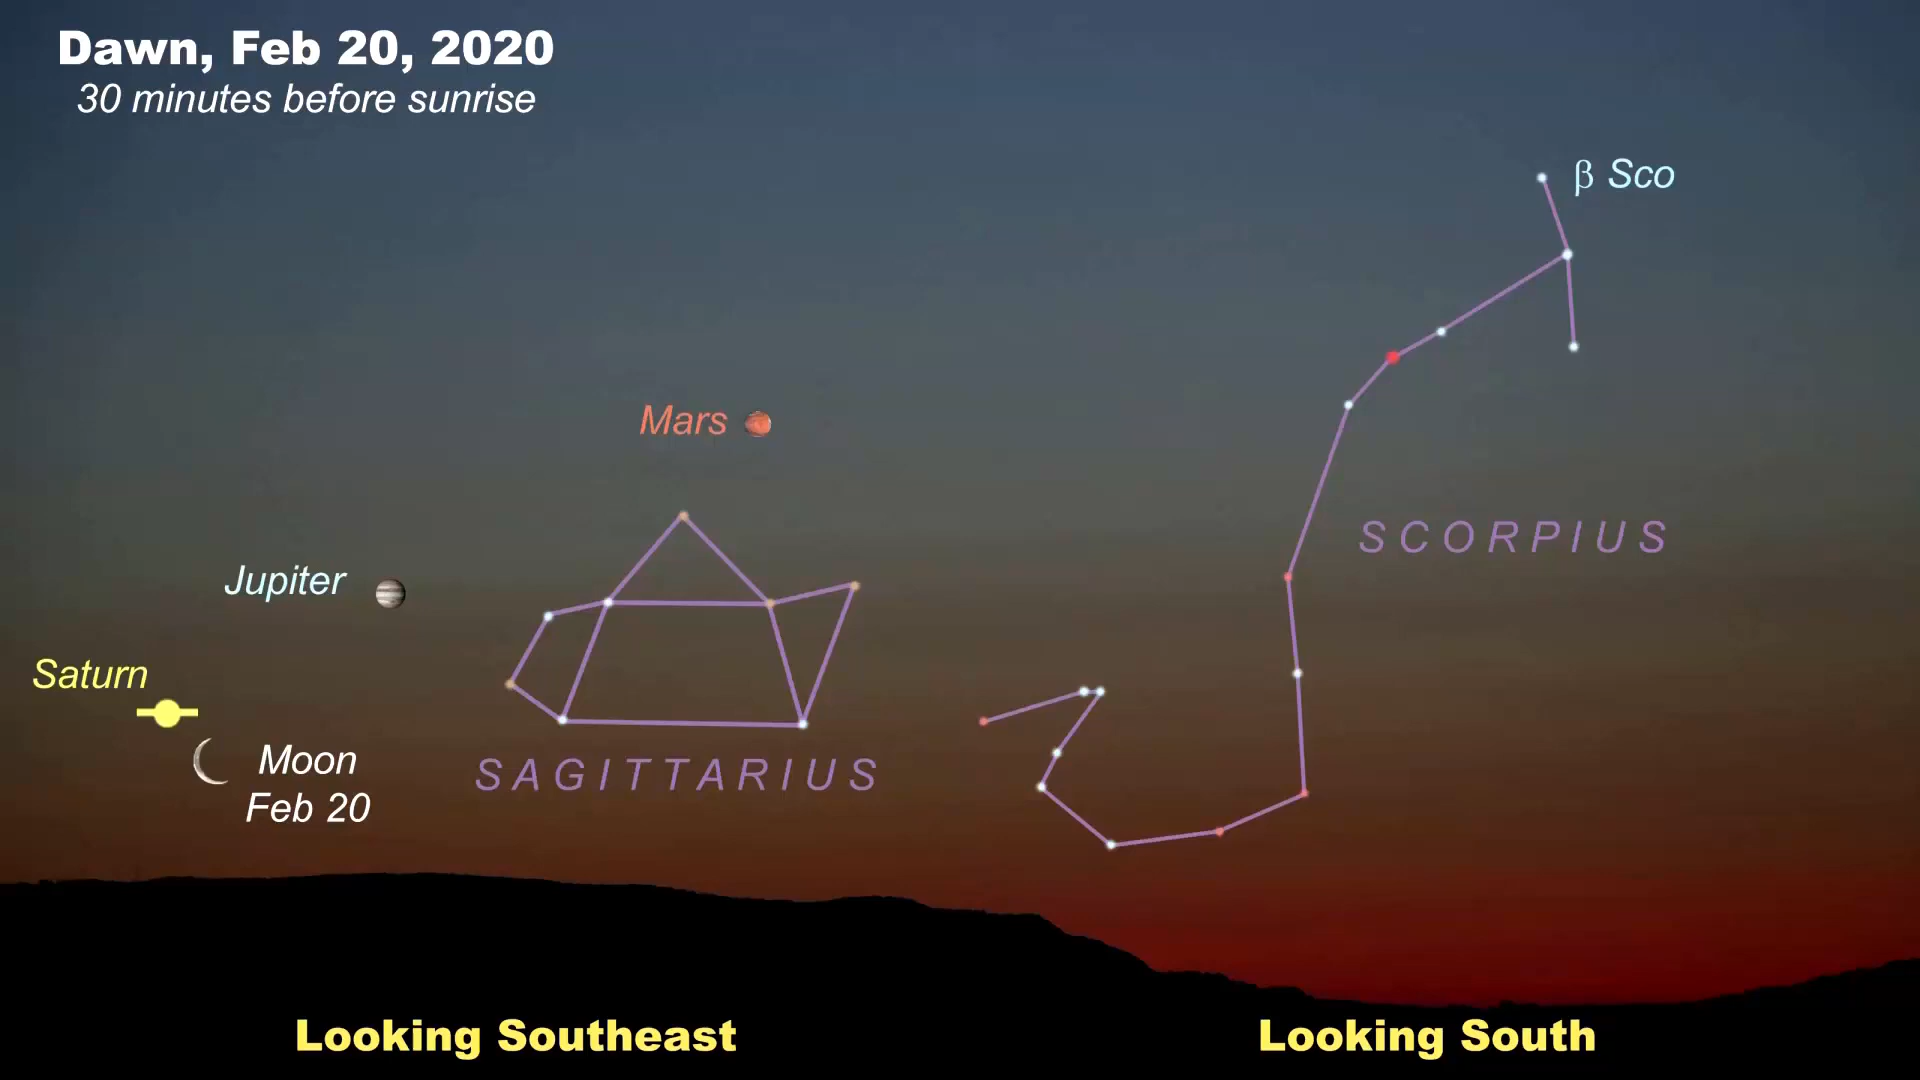 Dawn, Feb 20, 2020
30 minutes before sunrise
β Sco
Mars
SCORPIUS
Jupiter
Saturn
Moon
Feb 20
SAGITTARIUS
Looking Southeast
Looking South